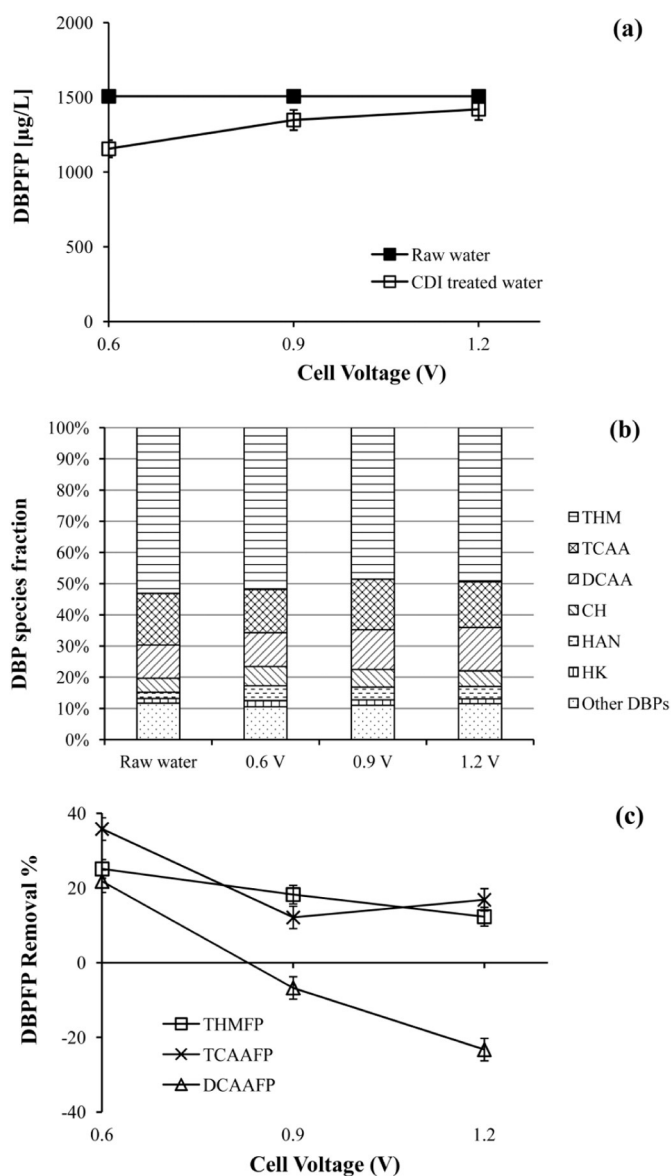 (a)
DBPFP [µg/L]
2000
1500
1000
500
0
Raw water
CDI treated water
0.6
0.9
1.2
Cell Voltage (V)
(b)
DBP species fraction
100%
90%
80%
70%
60%
50%
40%
30%
20%
10%
0%
Raw water
0.6 V
0.9 V
1.2 V
THM
TCAA
DCAA
CH
HAN
HK
Other DBPs
(c)
DBPFP Removal %
40
20
0
-20
-40
THMFP
TCAAFP
DCAAFP
0.6
0.9
1.2
Cell Voltage (V)